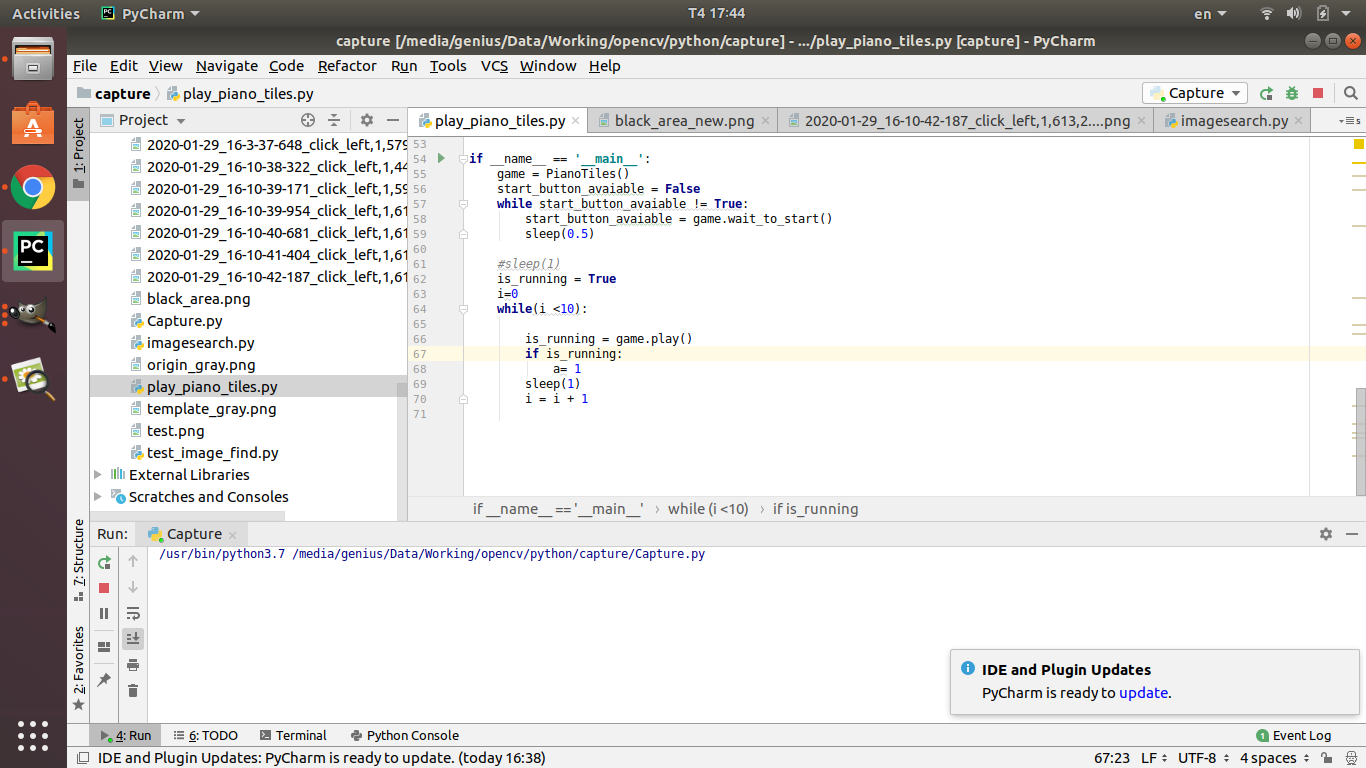 Activities PyCharm T4 17:44 en
capture [/media/genius/Data/Working/opencv/python/capture] - .../play_piano_tiles.py [capture] - PyCharm
File Edit View Navigate Code Refactor Run Tools VCS Window Help
capture play_piano_tiles.py Capture
1: Project
Project
play_piano_tiles.py black_area_new.png 2020-01-29_16-10-42-187_click_left,1,613,2....png imagesearch.py 5
2020-01-29_16-3-37-648_click_left,1,579
2020-01-29_16-10-38-322_click_left,1,44
2020-01-29_16-10-39-171_click_left,1,59
2020-01-29_16-10-39-954_click_left,1,61
2020-01-29_16-10-40-681_click_left,1,61
2020-01-29_16-10-41-404_click_left,1,61
2020-01-29_16-10-42-187_click_left,1,61
black_area.png
Capture.py
imagesearch.py
origin_gray.png
play_piano_tiles.py
template_gray.png
test.png
test_image_find.py
External Libraries
Scratches and Consoles
53
54 if __name__ == '__main__':
55 game = PianoTiles()
56 start_button_avaiable = False
57 while start_button_avaiable != True:
58 start_button_avaiable = game.wait_to_start()
59 sleep(0.5)
60
61 #sleep(1)
62 is_running = True
63 i=0
64 while(i <10):
65
66 is_running = game.play()
67 if is_running:
68 a= 1
69 sleep(1)
70 i = i + 1
71
if __name__ == '__main__' › while (i <10) › if is_running
7: Structure
2: Favorites
Run: Capture
/usr/bin/python3.7 /media/genius/Data/Working/opencv/python/capture/Capture.py
IDE and Plugin Updates
PyCharm is ready to update.
4: Run 6: TODO Terminal Python Console 1 Event Log
IDE and Plugin Updates: PyCharm is ready to update. (today 16:38) 67:23 LF UTF-8 4 spaces